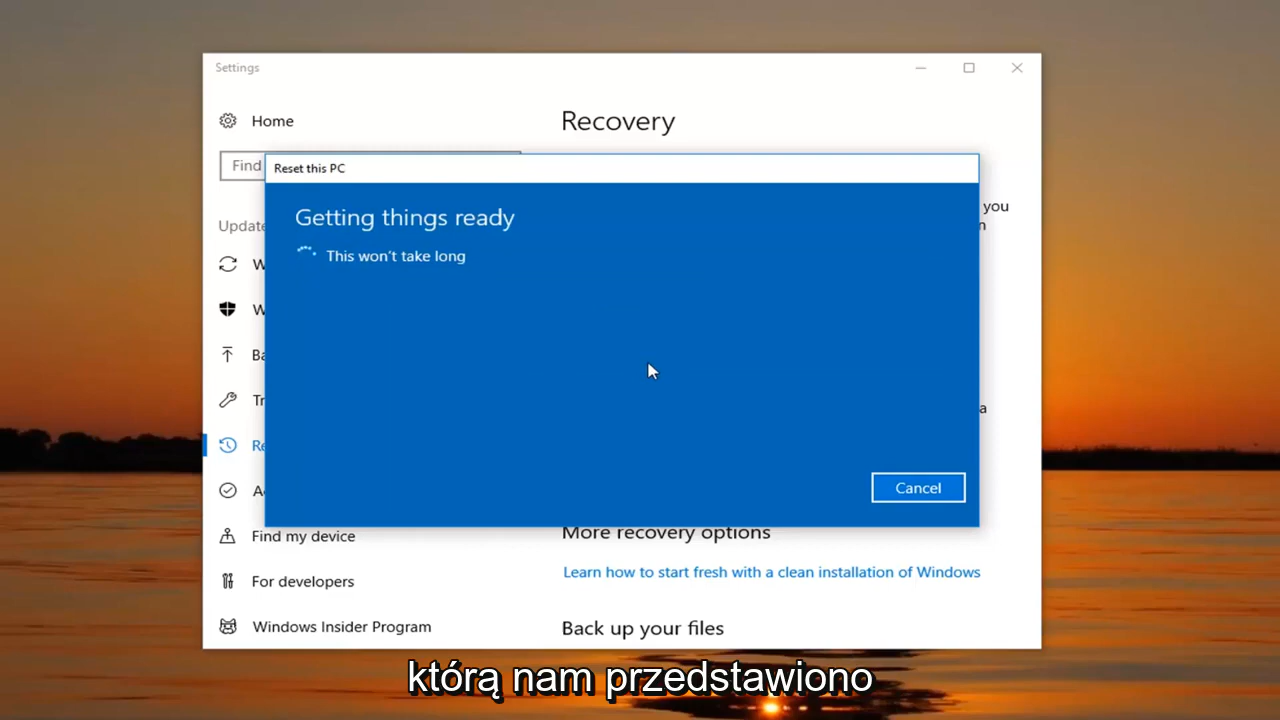 Settings
Home
Recovery
Find
Reset this PC
Getting things ready
This won't take long
you
Update
a
Cancel
Find my device
More recovery options
For developers
Learn how to start fresh with a clean installation of Windows
Windows Insider Program
Back up your files
którą nam przedstawiono